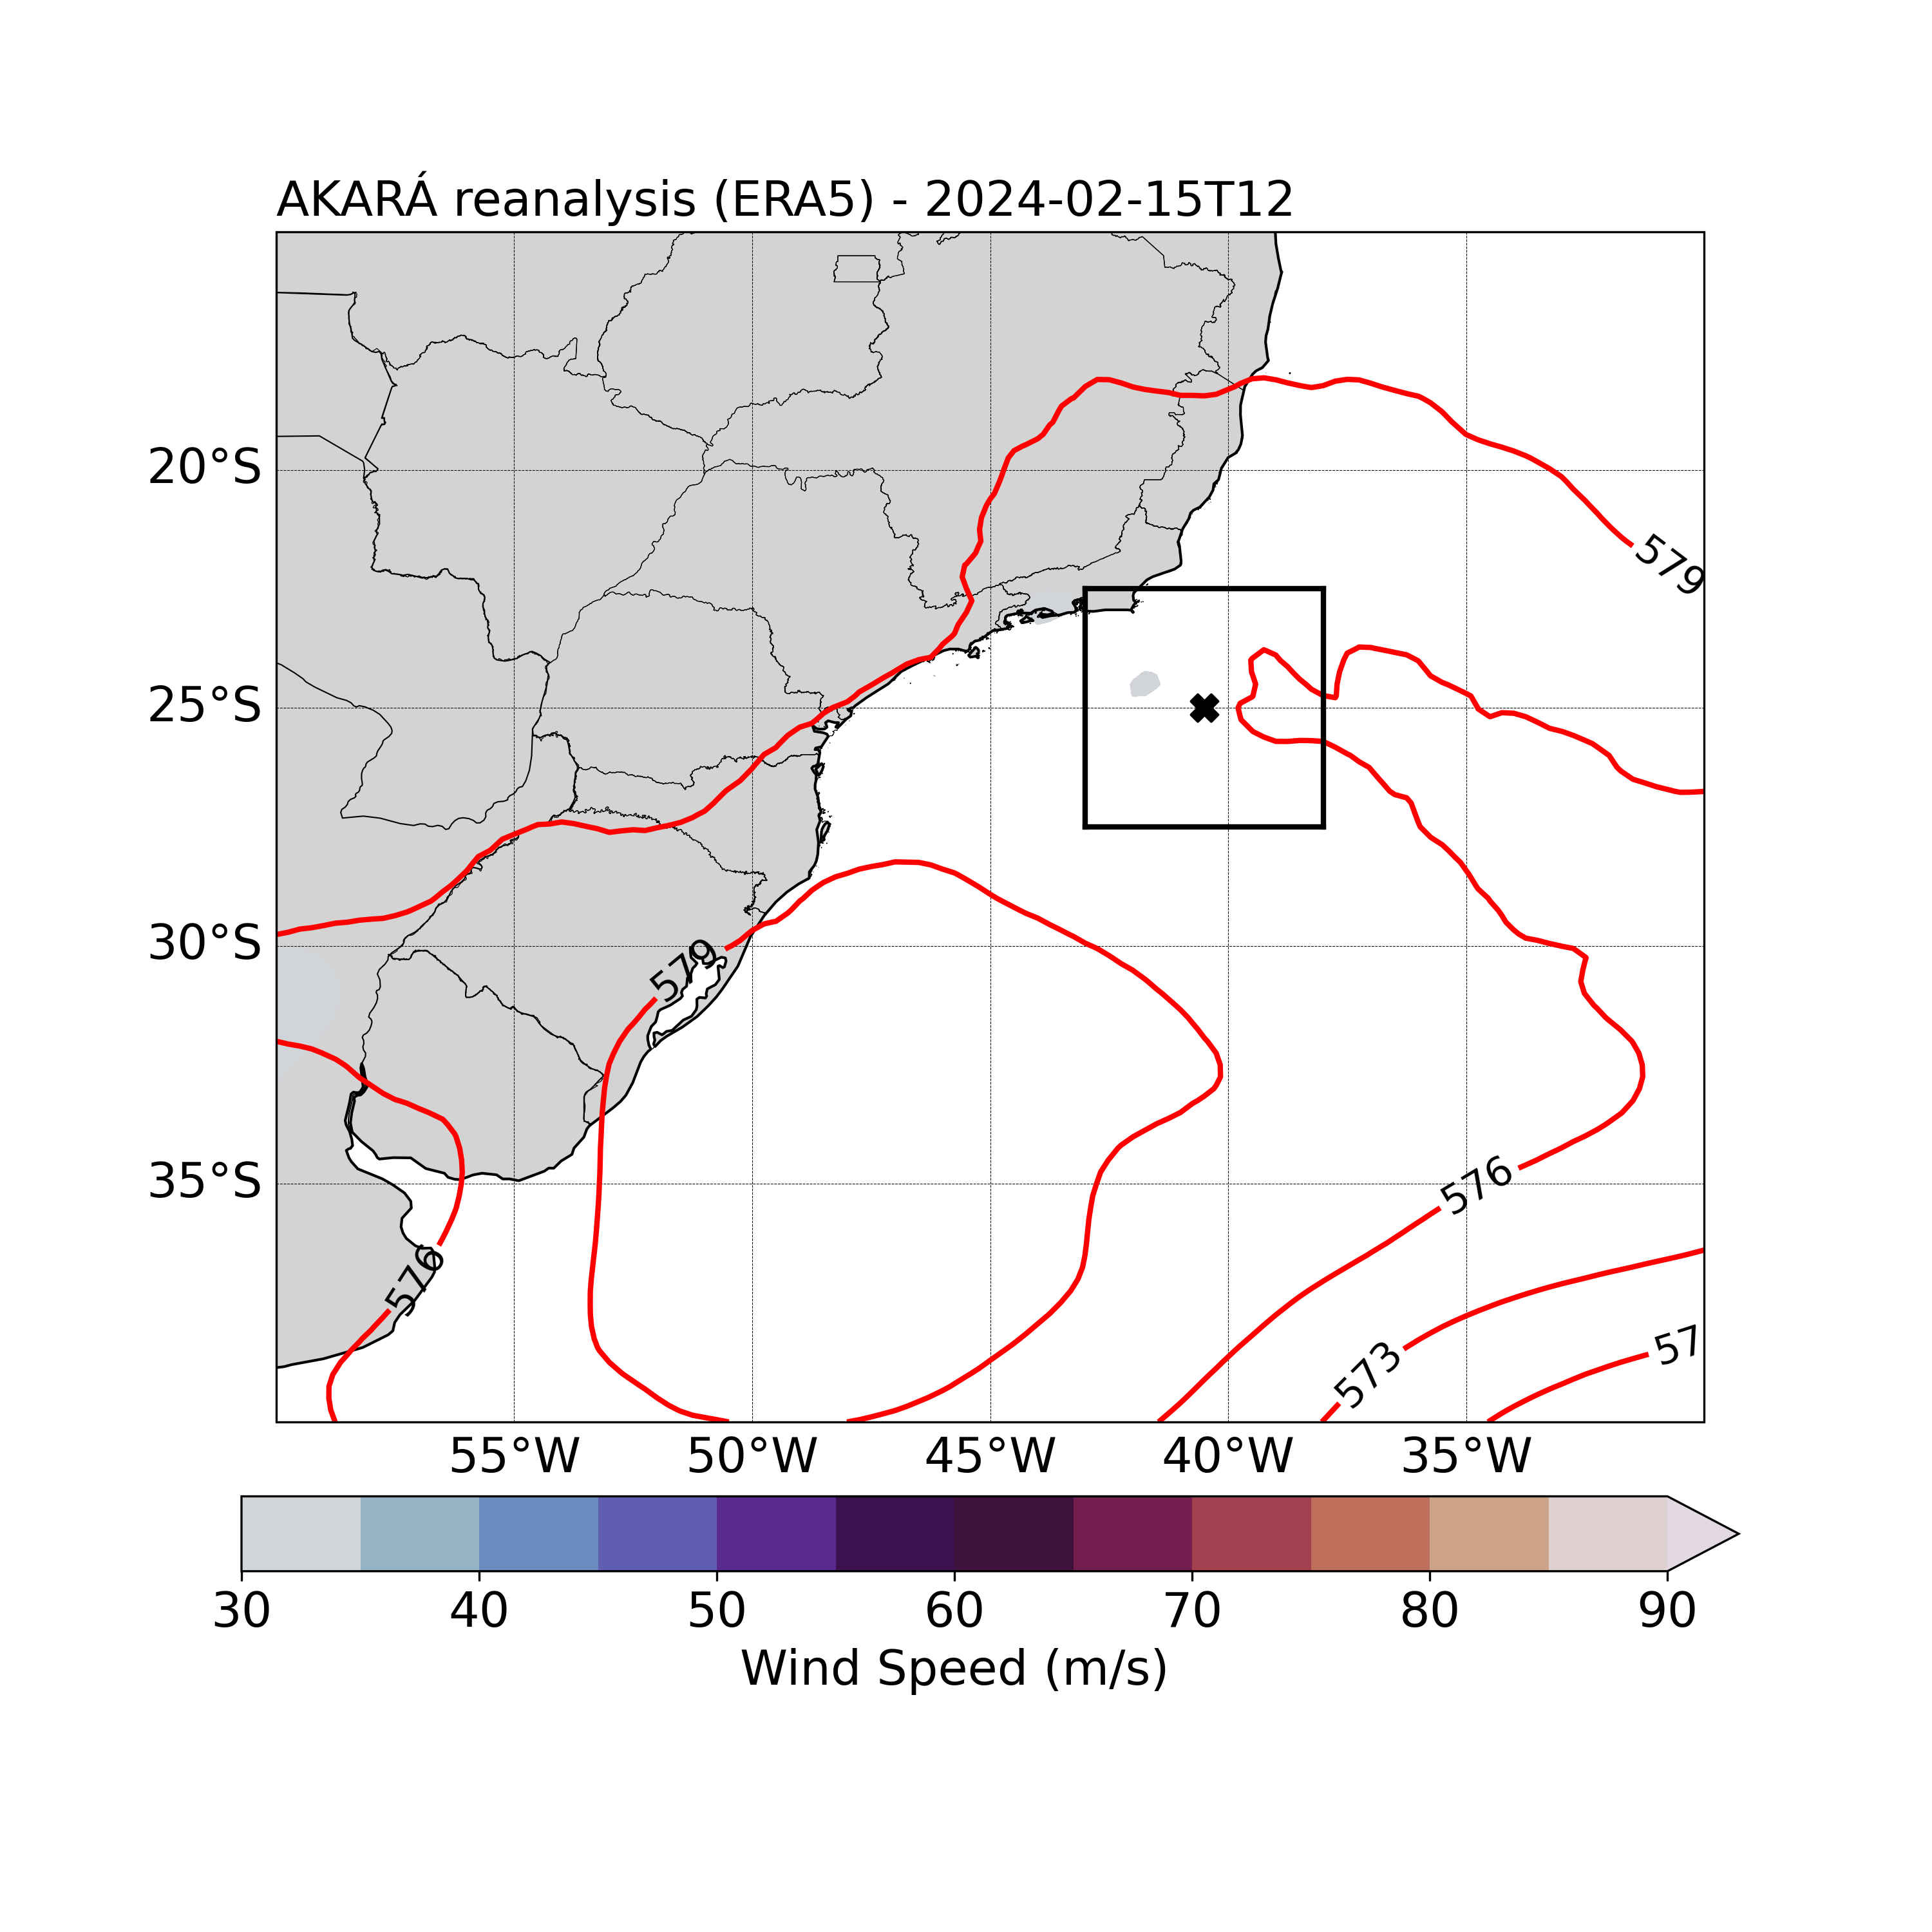 AKARÁ reanalysis (ERA5) - 2024-02-15T12
20°S
579
25°S
30°S
579
35°S
576
576
573
57
55°W 50°W 45°W 40°W 35°W
30 40 50 60 70 80 90
Wind Speed (m/s)